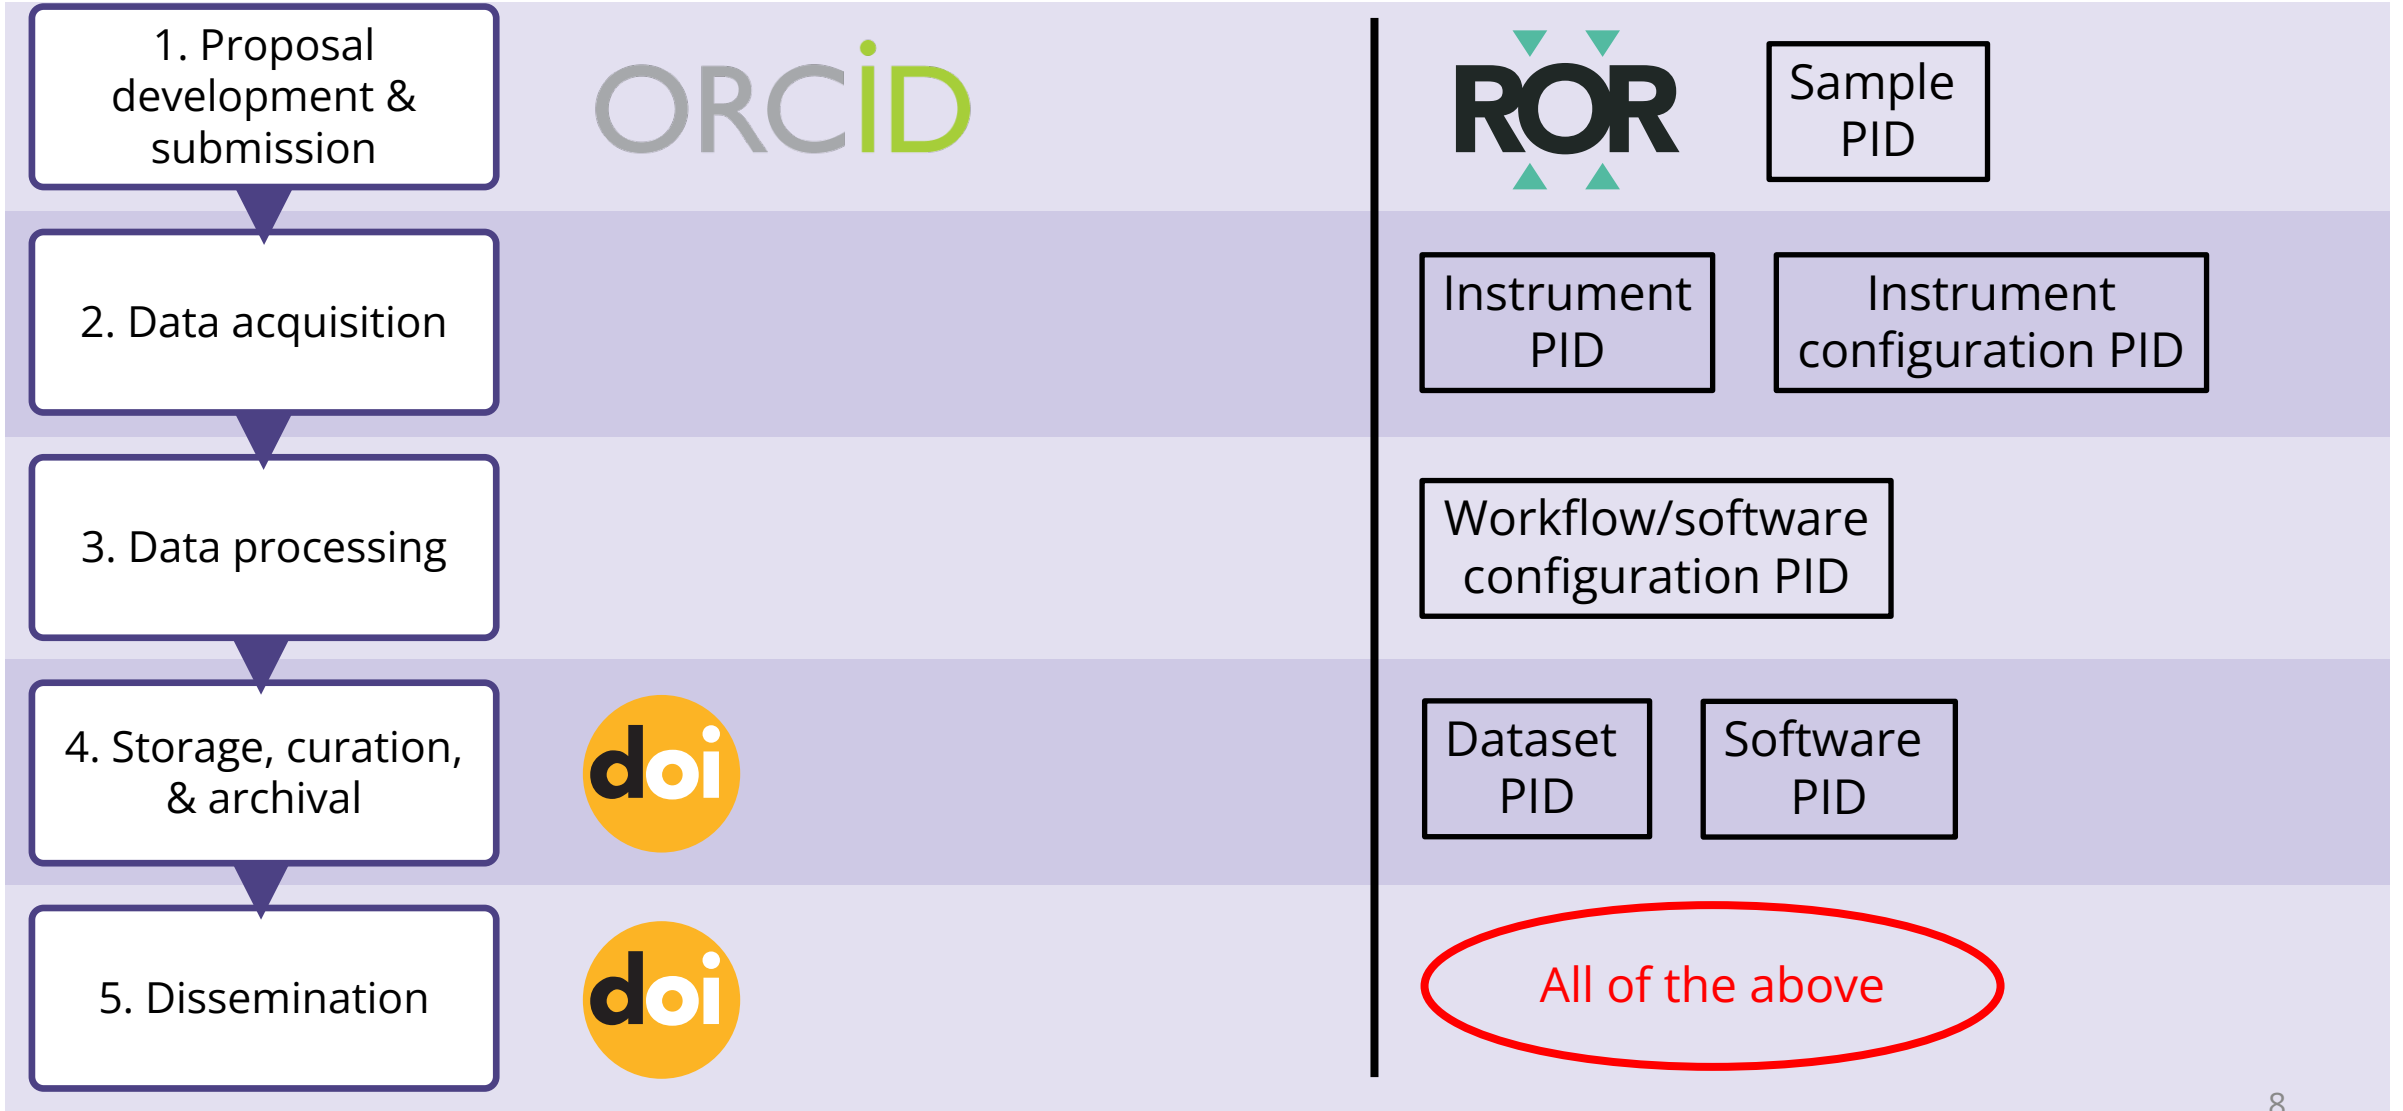 1. Proposal
development &
submission
ORCID
ROR
Sample
PID
2. Data acquisition
Instrument
PID
Instrument
configuration PID
3. Data processing
Workflow/software
configuration PID
4. Storage, curation,
& archival
doi
Dataset
PID
Software
PID
5. Dissemination
doi
All of the above
8